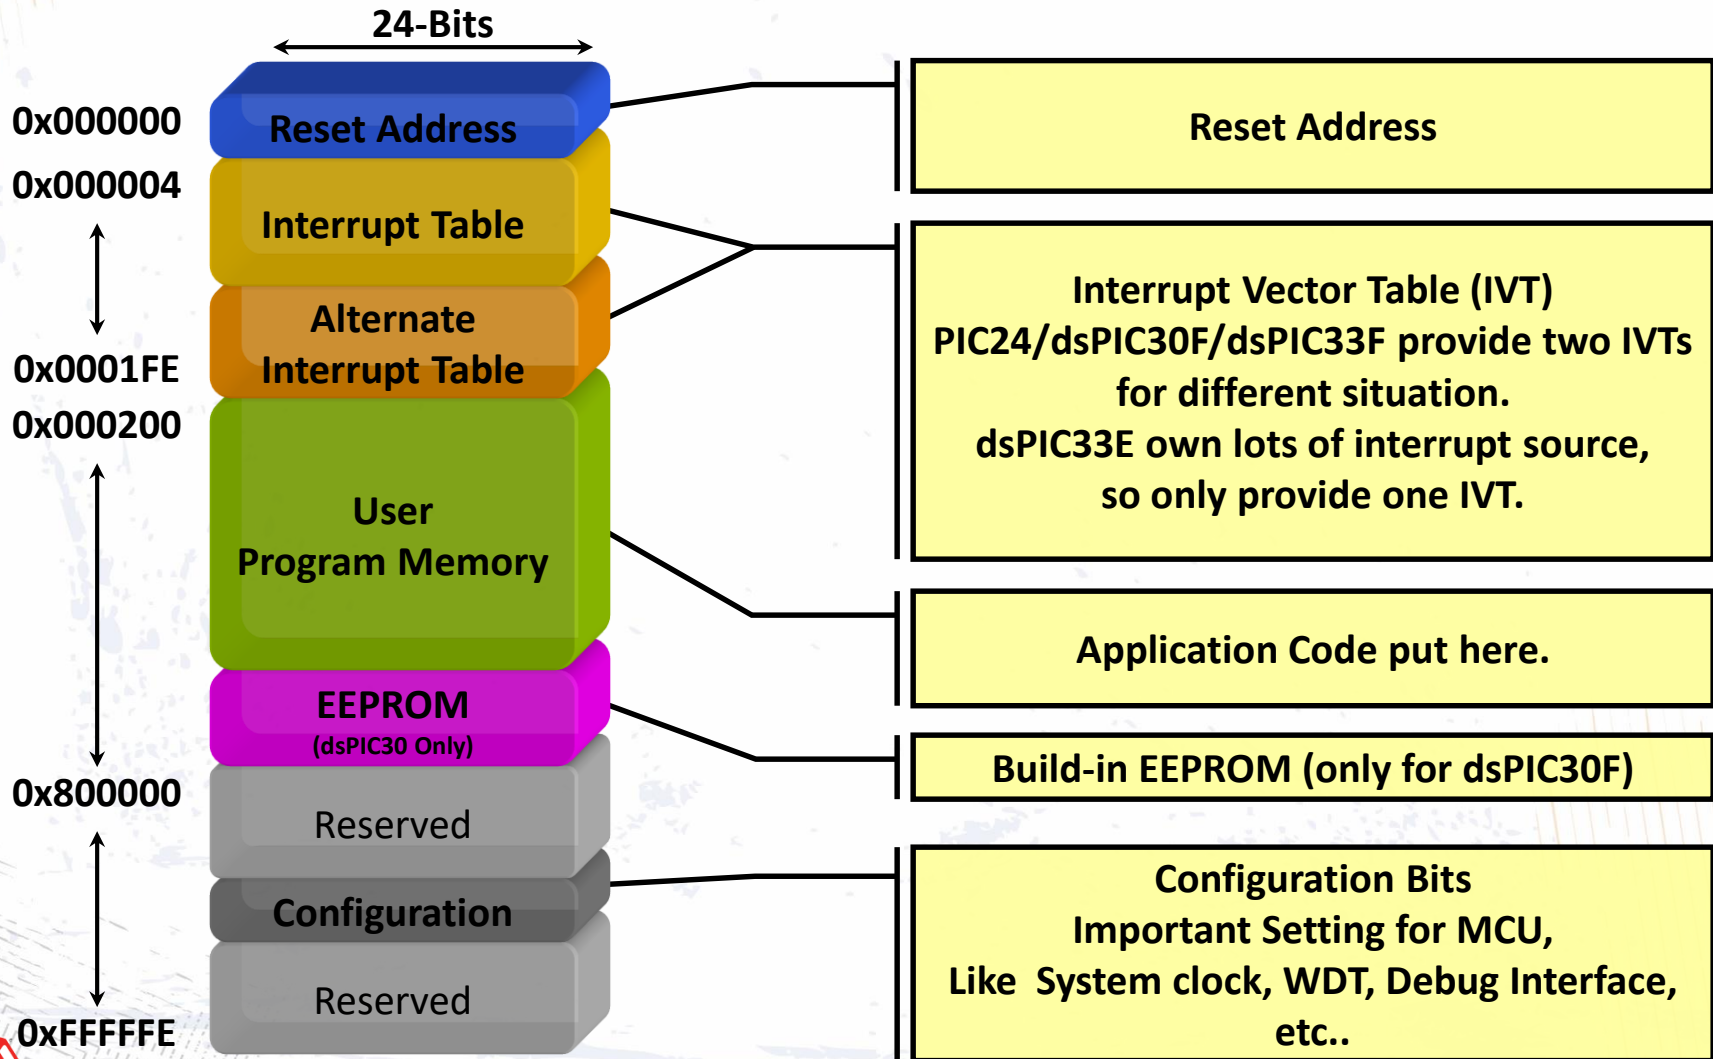 24-Bits
0x000000
Reset Address
Reset Address
0x000004
Interrupt Table
Alternate
Interrupt Table
0x0001FE
Interrupt Vector Table (IVT)
PIC24/dsPIC30F/dsPIC33F provide two IVTs
for different situation.
dsPIC33E own lots of interrupt source,
so only provide one IVT.
0x000200
User
Program Memory
Application Code put here.
EEPROM
(dsPIC30 Only)
Build-in EEPROM (only for dsPIC30F)
0x800000
Reserved
Configuration
Configuration Bits
Important Setting for MCU,
Like System clock, WDT, Debug Interface,
etc..
Reserved
0xFFFFFE